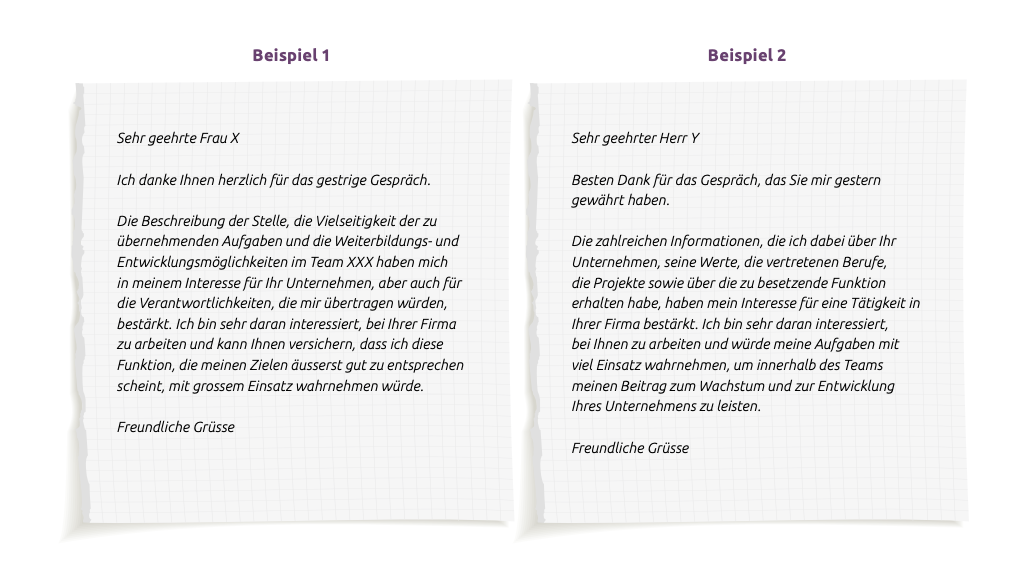 Beispiel 1
Sehr geehrte Frau X
Ich danke Ihnen herzlich für das gestrige Gespräch.
Die Beschreibung der Stelle, die Vielseitigkeit der zu
übernehmenden Aufgaben und die Weiterbildungs- und
Entwicklungsmöglichkeiten im Team XXX haben mich
in meinem Interesse für Ihr Unternehmen, aber auch für
die Verantwortlichkeiten, die mir übertragen würden,
bestärkt. Ich bin sehr daran interessiert, bei Ihrer Firma
zu arbeiten und kann Ihnen versichern, dass ich diese
Funktion, die meinen Zielen äusserst gut zu entsprechen
scheint, mit grossem Einsatz wahrnehmen würde.
Freundliche Grüsse
Beispiel 2
Sehr geehrter Herr Y
Besten Dank für das Gespräch, das Sie mir gestern
gewährt haben.
Die zahlreichen Informationen, die ich dabei über Ihr
Unternehmen, seine Werte, die vertretenen Berufe,
die Projekte sowie über die zu besetzende Funktion
erhalten habe, haben mein Interesse für eine Tätigkeit in
Ihrer Firma bestärkt. Ich bin sehr daran interessiert,
bei Ihnen zu arbeiten und würde meine Aufgaben mit
viel Einsatz wahrnehmen, um innerhalb des Teams
meinen Beitrag zum Wachstum und zur Entwicklung
Ihres Unternehmens zu leisten.
Freundliche Grüsse